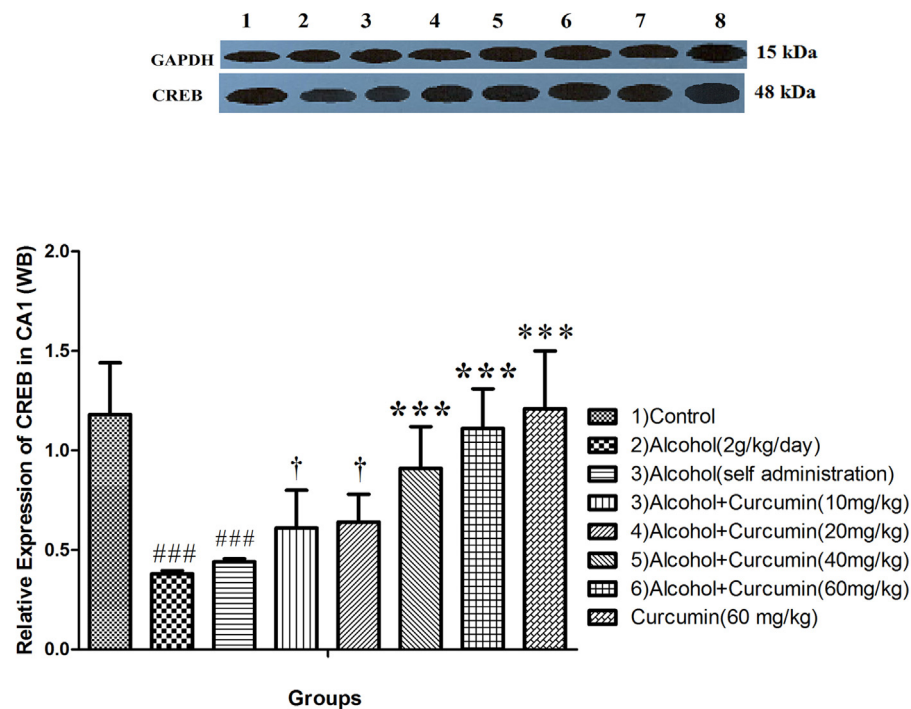 1 2 3 4 5 6 7 8
GAPDH 15 kDa
CREB 48 kDa
Relative Expression of CREB in CA1 (WB)
2.0
1.5
1.0
0.5
0.0
###
###
†
†
***
***
***
Groups
1)Control
2)Alcohol(2g/kg/day)
3)Alcohol(self administration)
3)Alcohol+Curcumin(10mg/kg)
4)Alcohol+Curcumin(20mg/kg)
5)Alcohol+Curcumin(40mg/kg)
6)Alcohol+Curcumin(60mg/kg)
Curcumin(60 mg/kg)